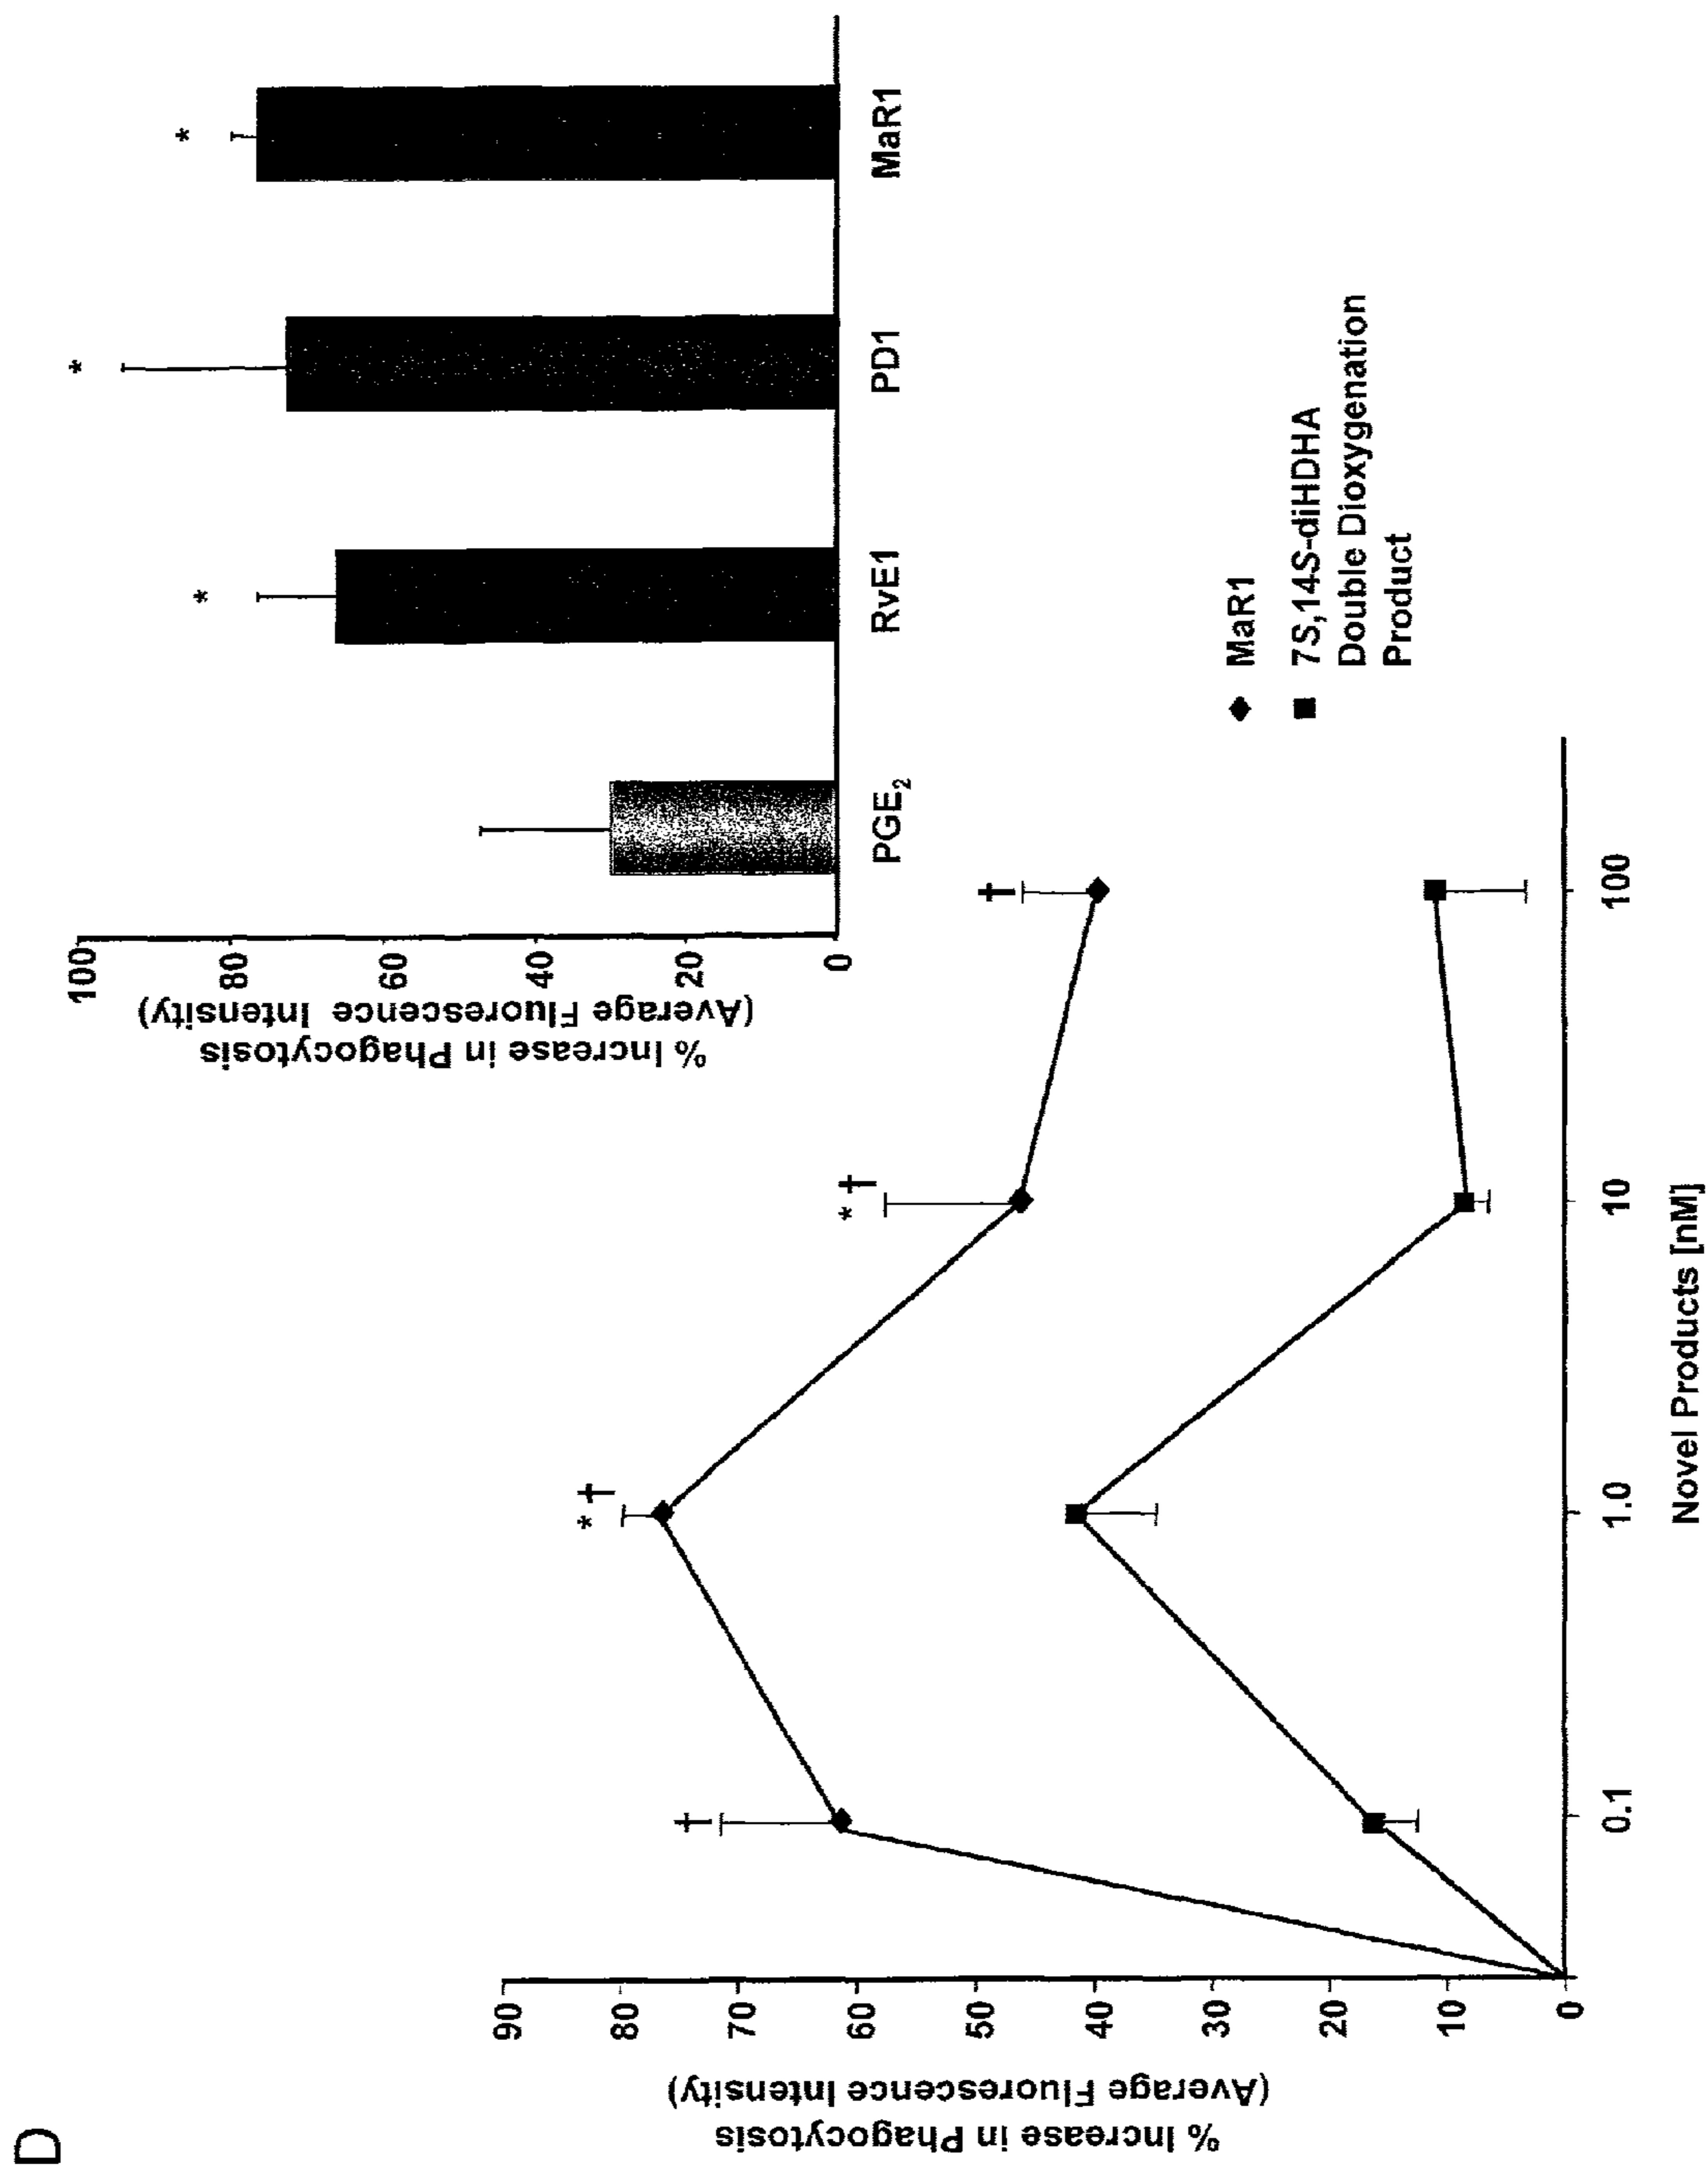 D
% Increase in Phagocytosis
(Average Fluorescence Intensity)
90
80
70
60
50
40
30
20
10
0
†
* †
* †
†
0.1
1.0
10
100
Novel Products [nM]
MaR1
7S,14S-diHDHA
Double Dioxygenation
Product
% Increase in Phagocytosis
(Average Fluorescence Intensity)
100
80
60
40
20
0
*
*
*
PGE₂
RvE1
PD1
MaR1